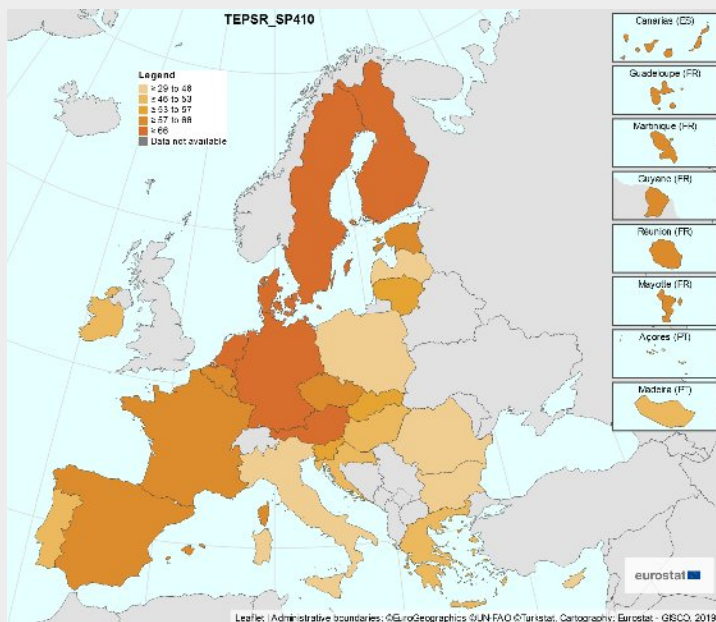 TEPSR_SP410
Legend
≥ 29 to 46
≥ 46 to 53
≥ 53 to 57
≥ 57 to 66
≥ 66
Data not available
Canarias (ES)
Guadeloupe (FR)
Martinique (FR)
Guyane (FR)
Réunion (FR)
Mayotte (FR)
Açores (PT)
Madeira (PT)
eurostat
Leaflet | Administrative boundaries: ©EuroGeographics ©UN-FAO ©Turkstat, Cartography: Eurostat - GISCO, 2019